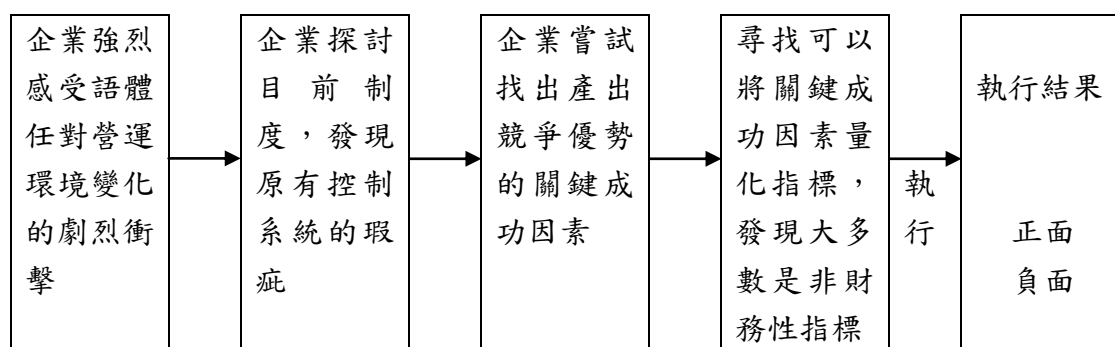 企業強烈
感受語體
任對營運
環境變化
的劇烈衝
擊
企業探討
目前制
度，發現
原有控制
系統的瑕
疵
企業嘗試
找出產出
競爭優勢
的關鍵成
功因素
尋找可以
將關鍵成
功因素量
化指標，
發現大多
數是非財
務性指標
執
行
執行結果
正面
負面